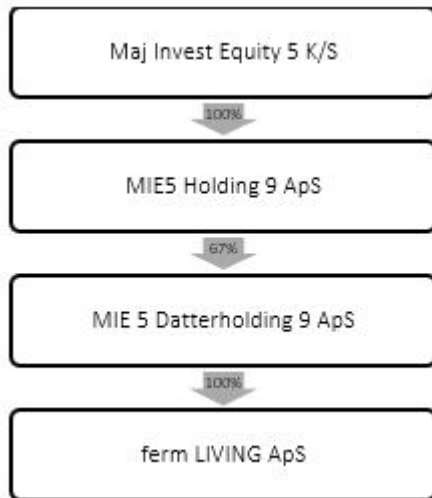 Maj Invest Equity 5 K/S
100%
MIE5 Holding 9 ApS
67%
MIE 5 Datterholding 9 ApS
100%
ferm LIVING ApS